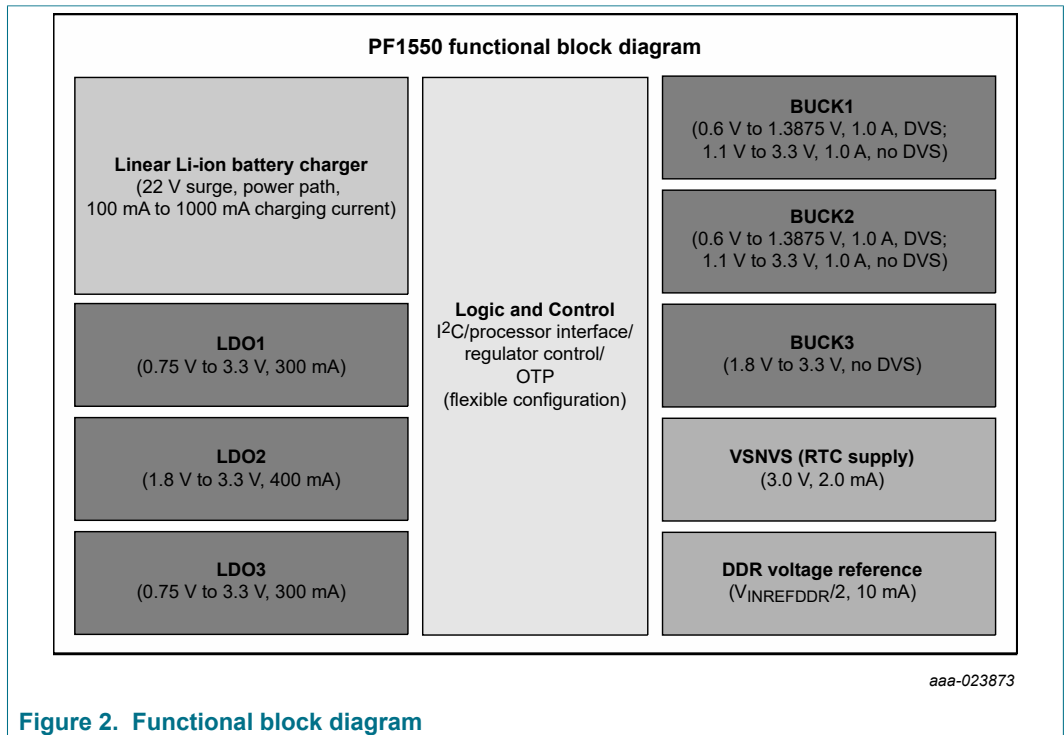 PF1550 functional block diagram
Linear Li-ion battery charger
(22 V surge, power path,
100 mA to 1000 mA charging current)
LDO1
(0.75 V to 3.3 V, 300 mA)
LDO2
(1.8 V to 3.3 V, 400 mA)
LDO3
(0.75 V to 3.3 V, 300 mA)
Logic and Control
I2C/processor interface/
regulator control/
OTP
(flexible configuration)
BUCK1
(0.6 V to 1.3875 V, 1.0 A, DVS;
1.1 V to 3.3 V, 1.0 A, no DVS)
BUCK2
(0.6 V to 1.3875 V, 1.0 A, DVS;
1.1 V to 3.3 V, 1.0 A, no DVS)
BUCK3
(1.8 V to 3.3 V, no DVS)
VSNVS (RTC supply)
(3.0 V, 2.0 mA)
DDR voltage reference
(VINREFDDR/2, 10 mA)
aaa-023873
Figure 2. Functional block diagram